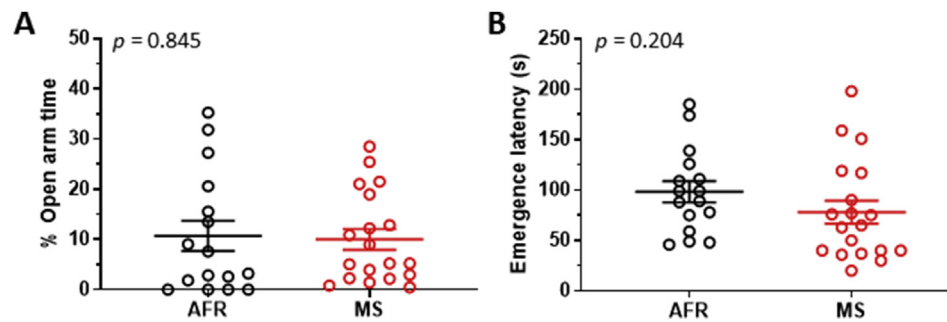 A
p = 0.845
% Open arm time
50
40
30
20
10
0
AFR MS
B
p = 0.204
Emergence latency (s)
250
200
150
100
50
0
AFR MS